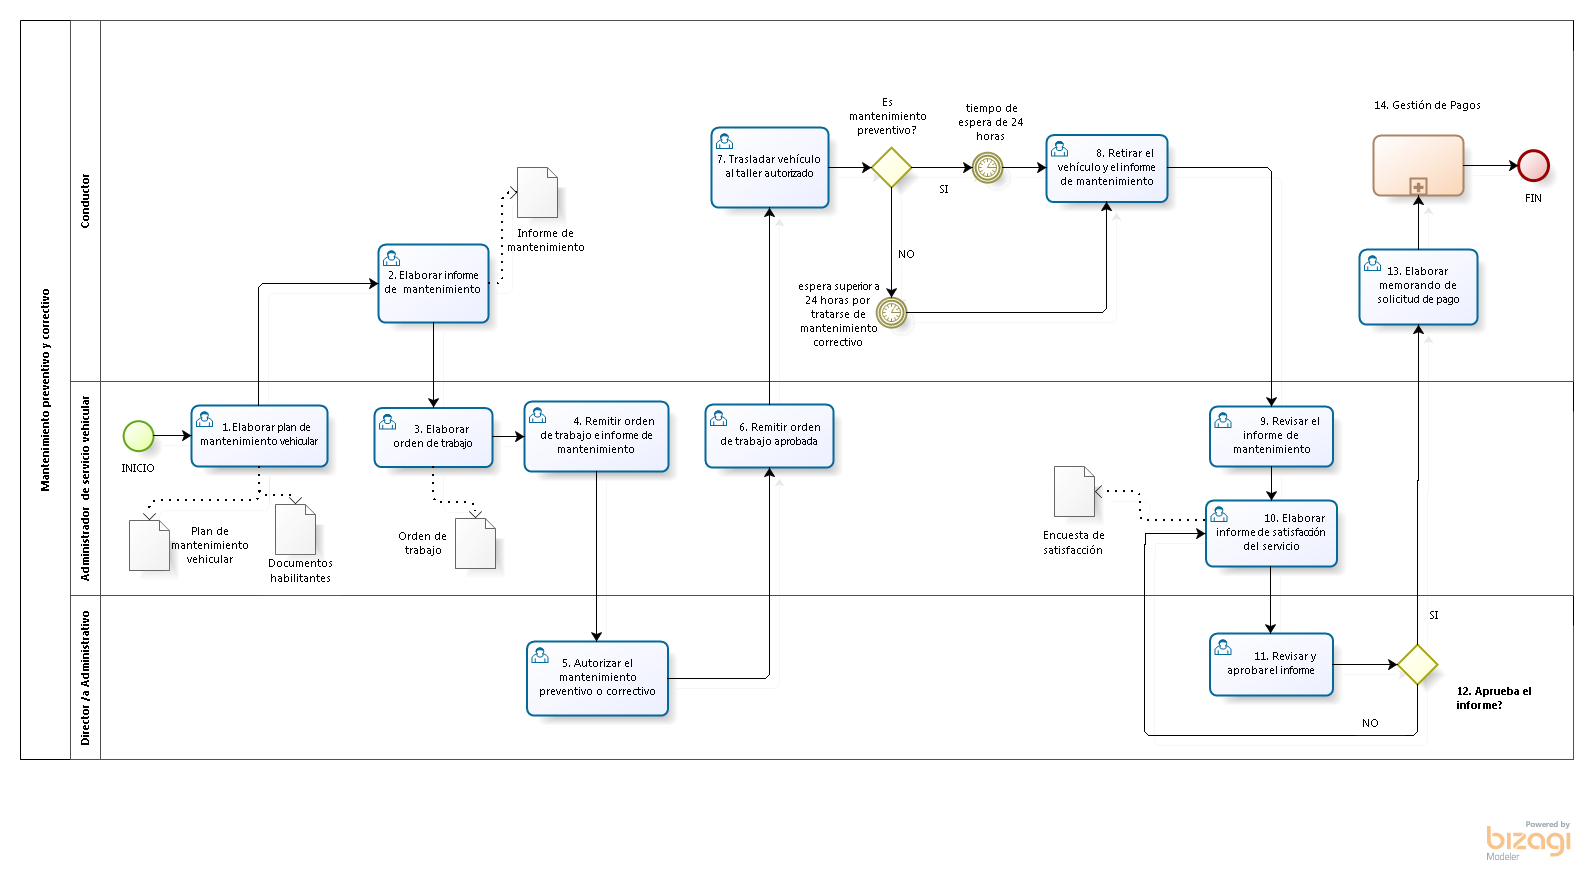 Mantenimiento preventivo y correctivo
Conductor
Administrador de servicio vehicular
Director /a Administrativo
INICIO
1.Elaborar plan de
mantenimiento vehicular
Plan de
mantenimiento
vehicular
Documentos
habilitantes
2. Elaborar informe
de mantenimiento
Informe de
mantenimiento
3. Elaborar
orden de trabajo
Orden de
trabajo
4. Remitir orden
de trabajo e informe de
mantenimiento
5. Autorizar el
mantenimiento
preventivo o correctivo
6. Remitir orden
de trabajo aprobada
7. Trasladar vehículo
al taller autorizado
Es
mantenimiento
preventivo?
SI
NO
tiempo de
espera de 24
horas
espera superior a
24 horas por
tratarse de
mantenimiento
correctivo
8. Retirar el
vehículo y el informe
de mantenimiento
9. Revisar el
informe de
mantenimiento
10. Elaborar
informe de satisfacción
del servicio
Encuesta de
satisfacción
11. Revisar y
aprobar el informe
12. Aprueba el
informe?
SI
NO
13. Elaborar
memorando de
solicitud de pago
14. Gestión de Pagos
FIN
Powered by
bizagi
Modeler